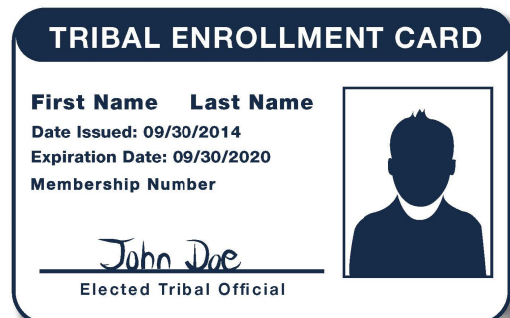 TRIBAL ENROLLMENT CARD
First Name Last Name
Date Issued: 09/30/2014
Expiration Date: 09/30/2020
Membership Number
John Doe
Elected Tribal Official